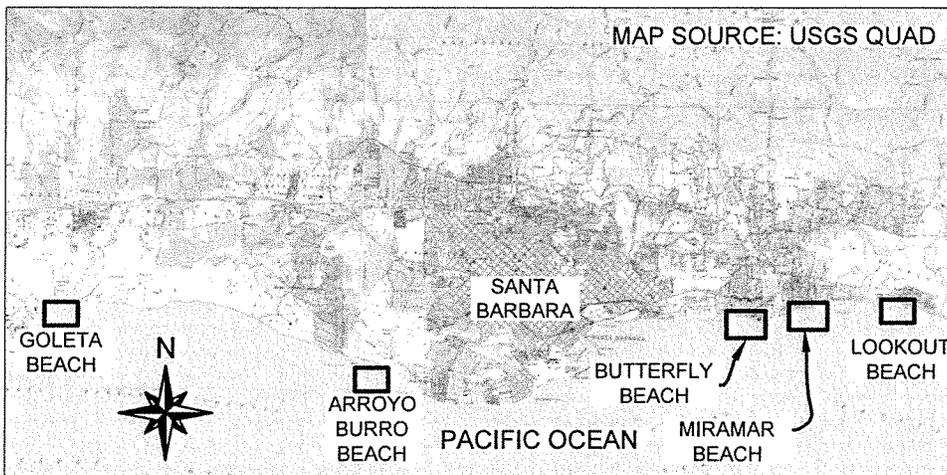 MAP SOURCE: USGS QUAD
SANTA
BARBARA
GOLETA
BEACH
N
ARROYO
BURRO
BEACH
PACIFIC OCEAN
BUTTERFLY
BEACH
MIRAMAR
BEACH
LOOKOUT
BEACH